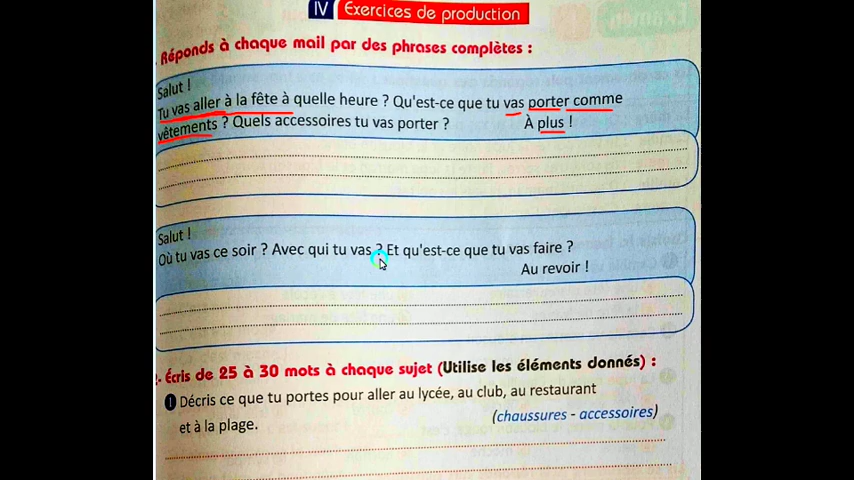 IV Exercices de production
Réponds à chaque mail par des phrases complètes :
Salut !
Tu vas aller à la fête à quelle heure ? Qu'est-ce que tu vas porter comme
vêtements ? Quels accessoires tu vas porter ? À plus !
Salut !
Où tu vas ce soir ? Avec qui tu vas ? Et qu'est-ce que tu vas faire ?
Au revoir !
- Écris de 25 à 30 mots à chaque sujet (Utilise les éléments donnés) :
1 Décris ce que tu portes pour aller au lycée, au club, au restaurant
et à la plage. (chaussures - accessoires)